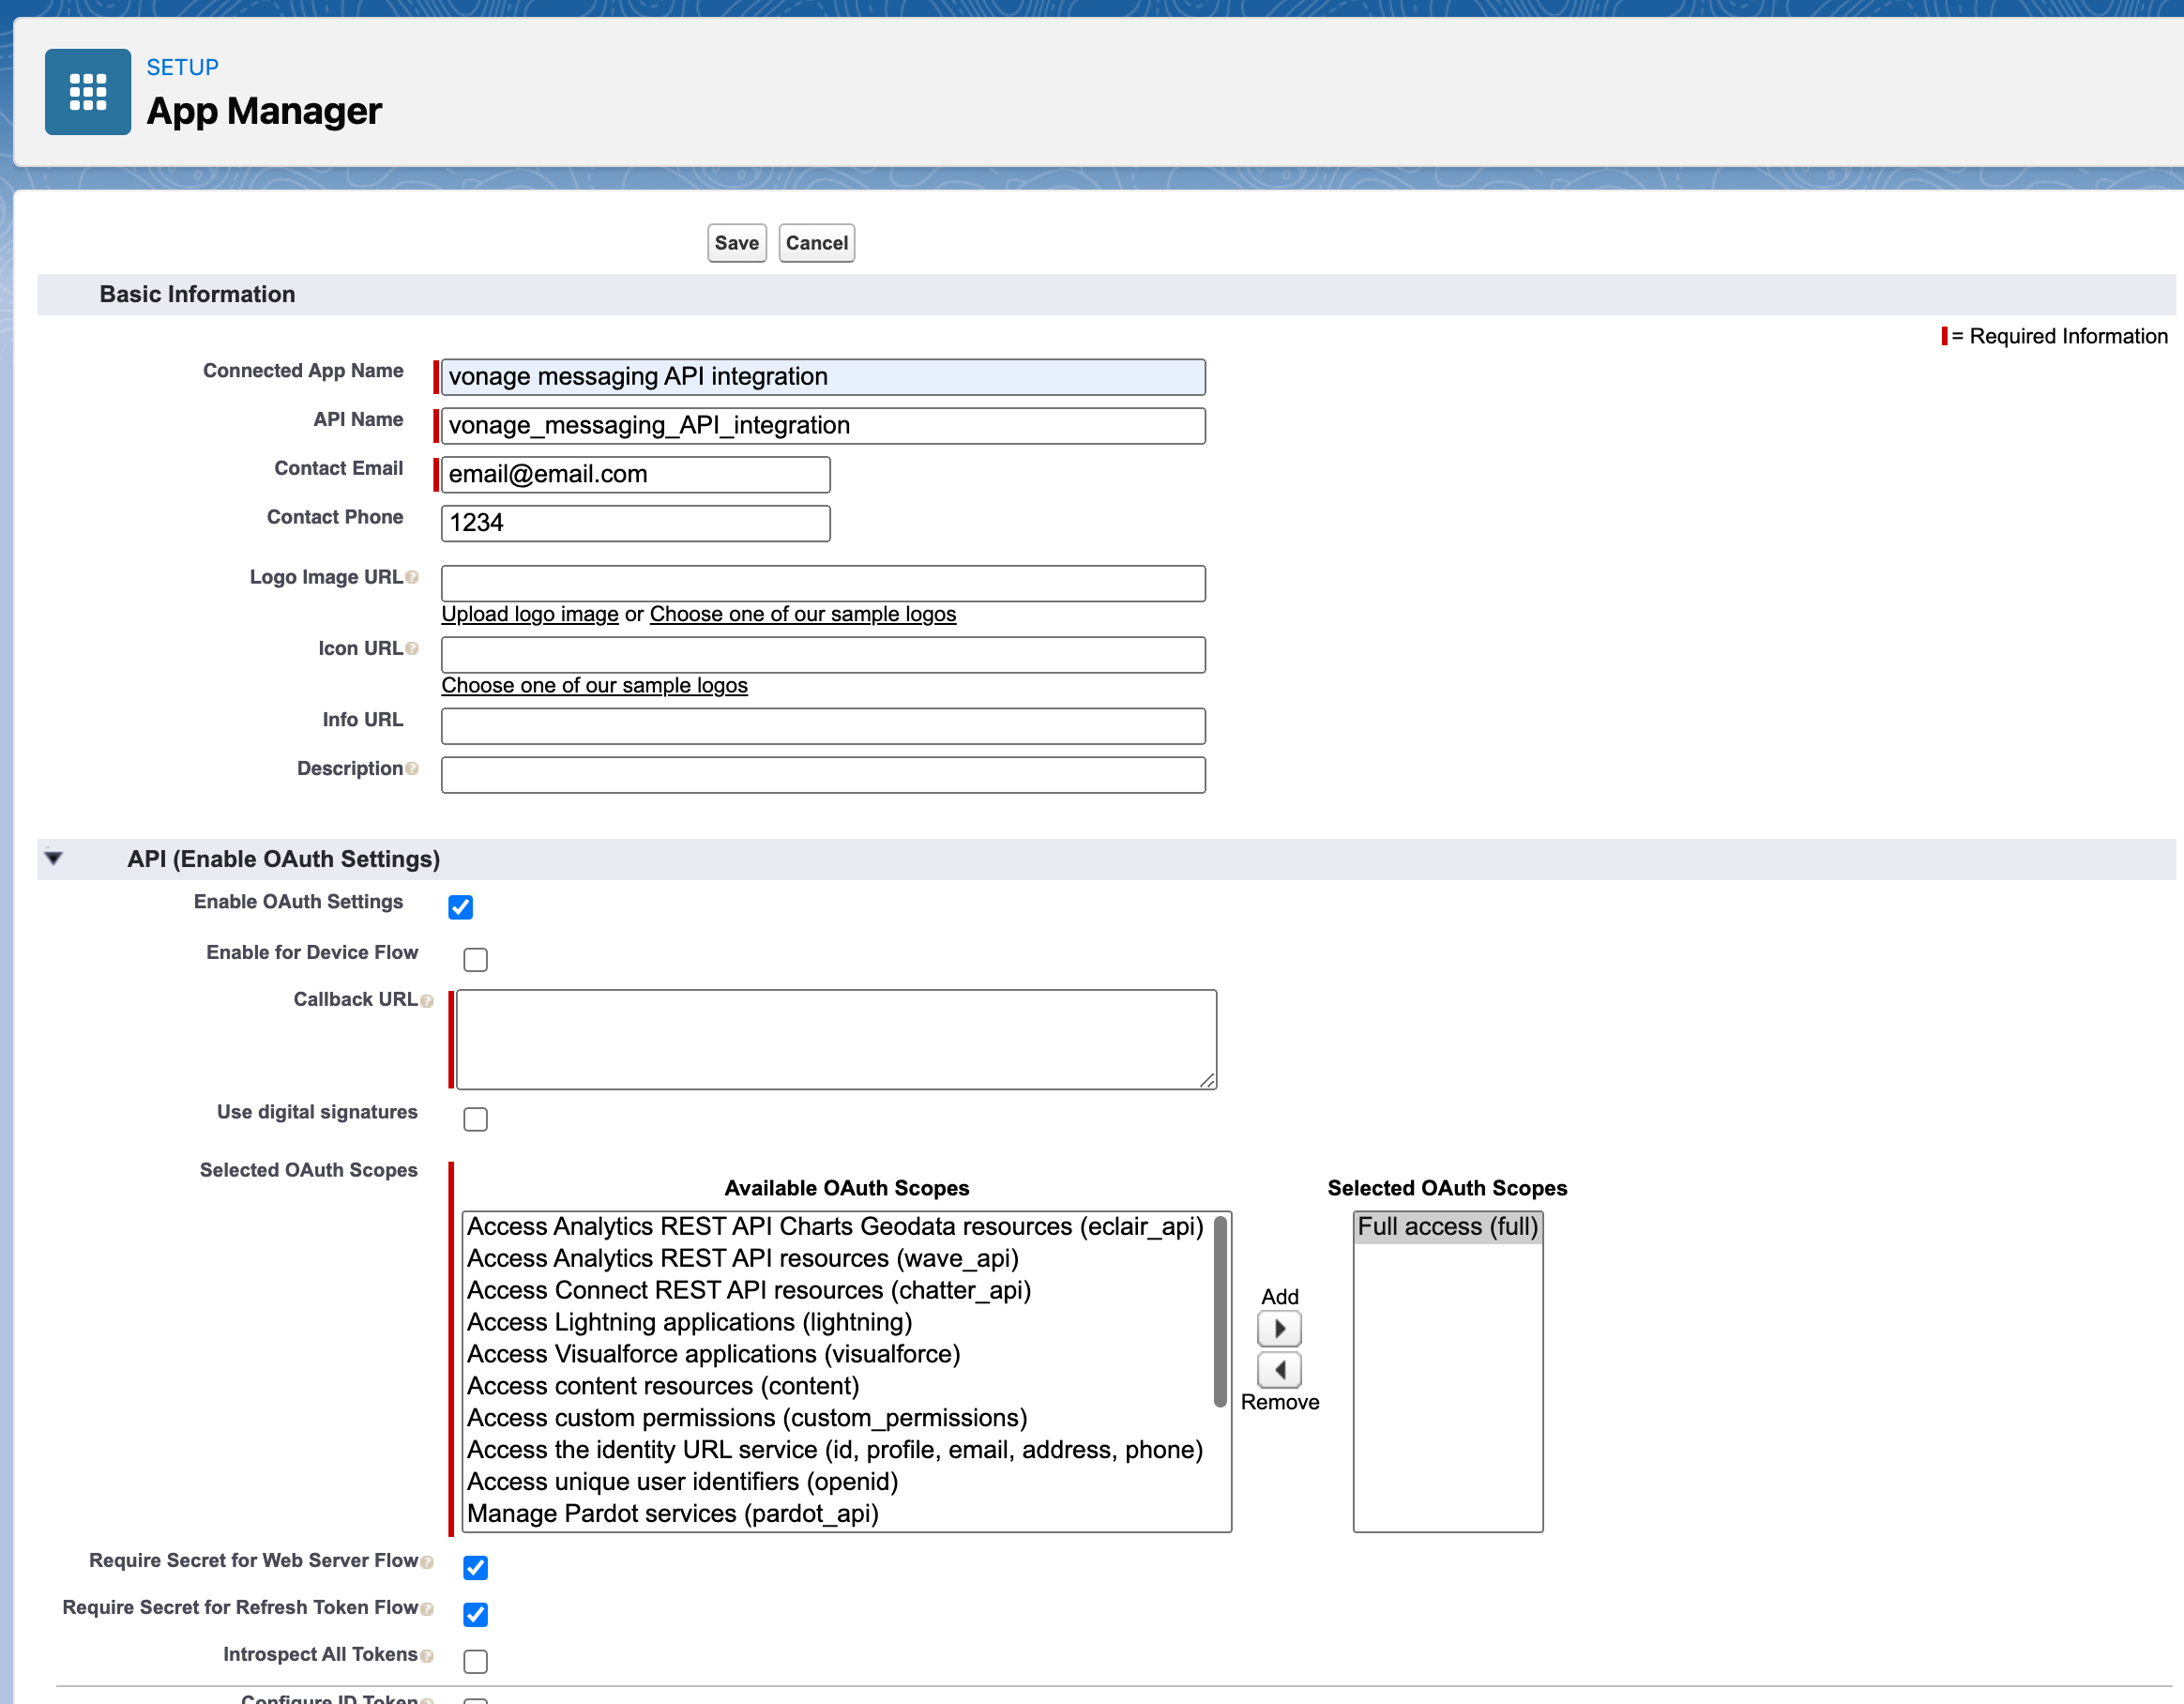 SETUP
App Manager
Save Cancel
Basic Information
= Required Information
Connected App Name vonage messaging API integration
API Name vonage_messaging_API_integration
Contact Email email@email.com
Contact Phone 1234
Logo Image URL
Upload logo image or Choose one of our sample logos
Icon URL
Choose one of our sample logos
Info URL
Description
API (Enable OAuth Settings)
Enable OAuth Settings
Enable for Device Flow
Callback URL
Use digital signatures
Selected OAuth Scopes
Available OAuth Scopes
Access Analytics REST API Charts Geodata resources (eclair_api)
Access Analytics REST API resources (wave_api)
Access Connect REST API resources (chatter_api)
Access Lightning applications (lightning)
Access Visualforce applications (visualforce)
Access content resources (content)
Access custom permissions (custom_permissions)
Access the identity URL service (id, profile, email, address, phone)
Access unique user identifiers (openid)
Manage Pardot services (pardot_api)
Add
Remove
Selected OAuth Scopes
Full access (full)
Require Secret for Web Server Flow
Require Secret for Refresh Token Flow
Introspect All Tokens
Configure ID Token